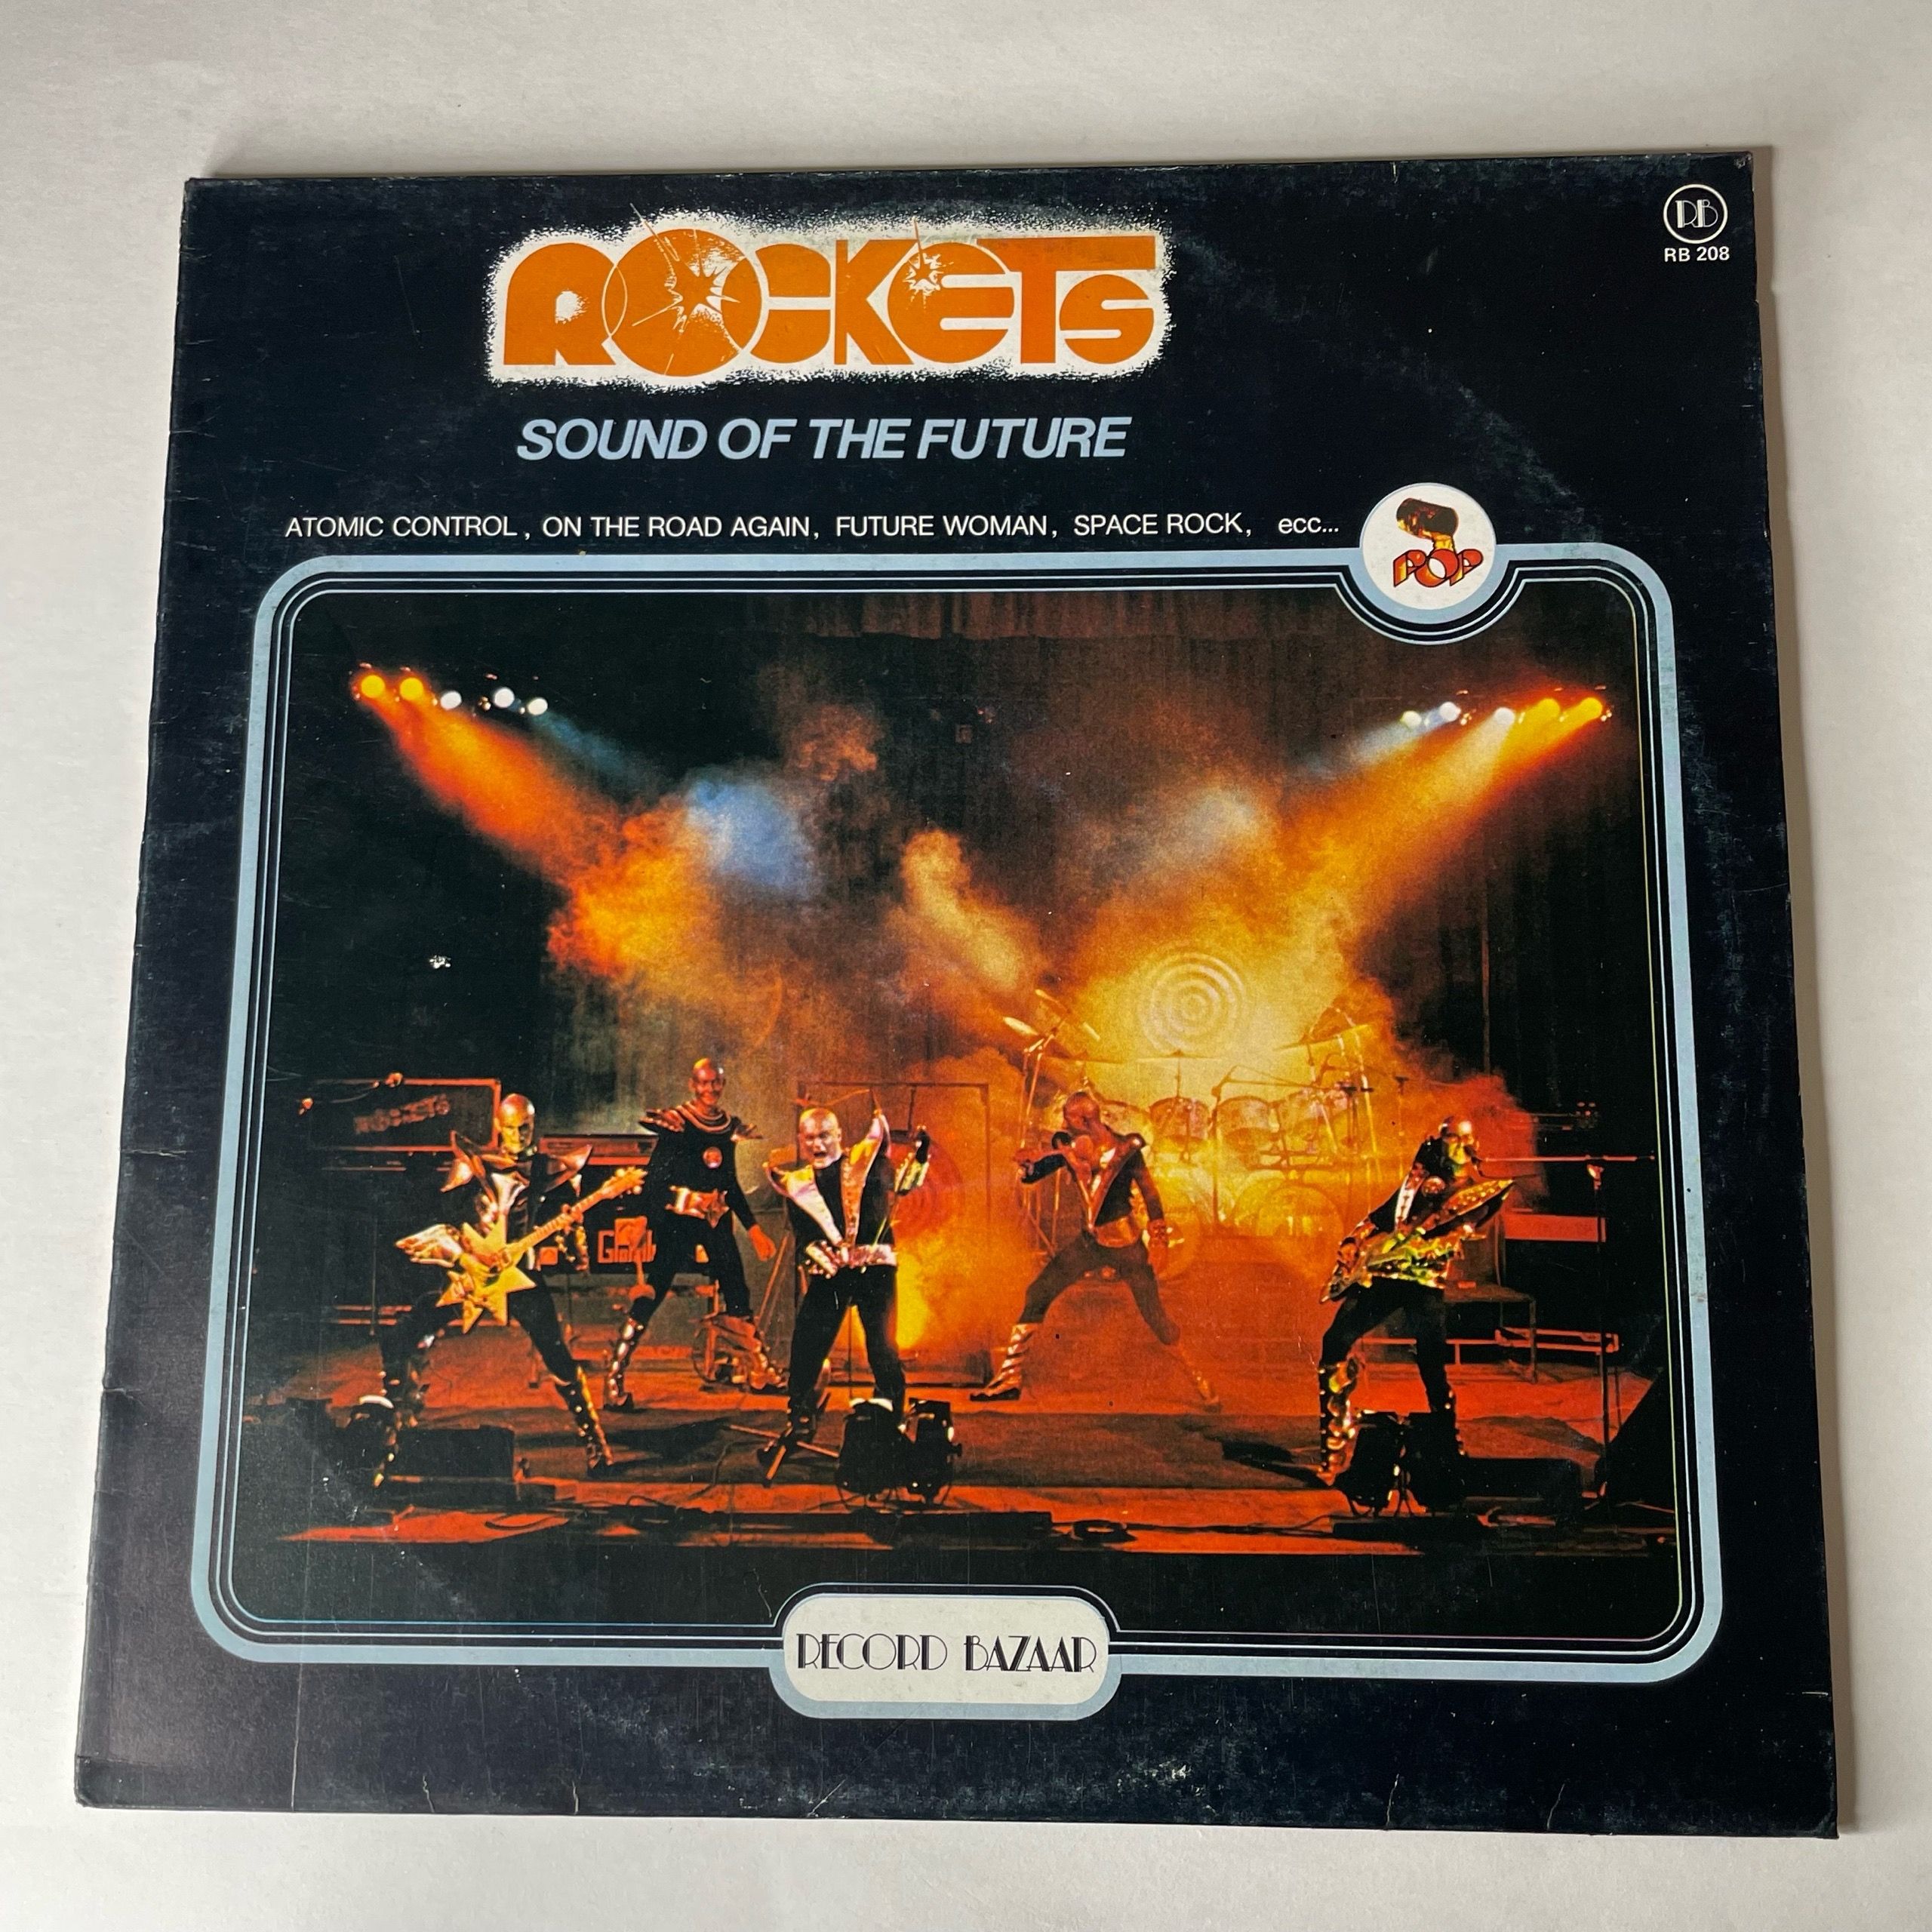 RB
RB 208
ROCKETS
SOUND OF THE FUTURE
ATOMIC CONTROL, ON THE ROAD AGAIN, FUTURE WOMAN, SPACE ROCK, ecc...
POP
ROCKETS
RECORD BAZAAR